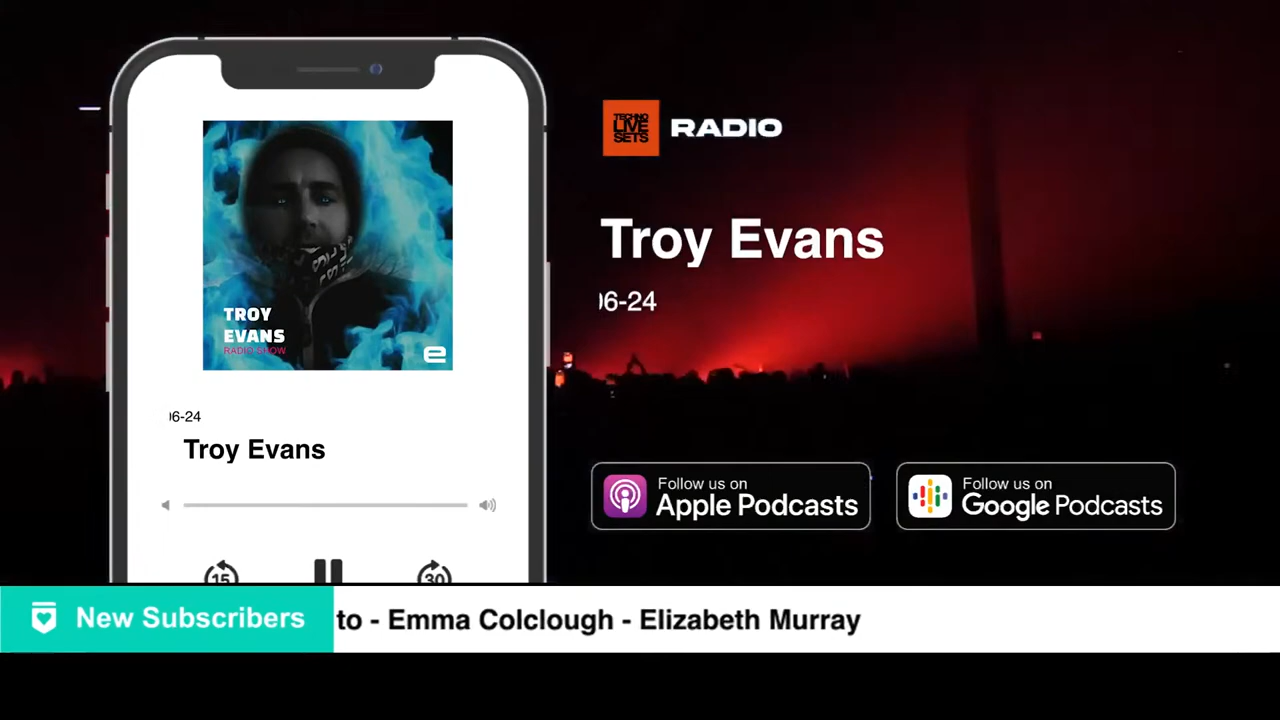 TECHNO
LIVE
SETS
RADIO
Troy Evans
06-24
TROY
EVANS
RADIO SHOW
e
06-24
Troy Evans
Follow us on
Apple Podcasts
Follow us on
Google Podcasts
15
30
New Subscribers
to - Emma Colclough - Elizabeth Murray